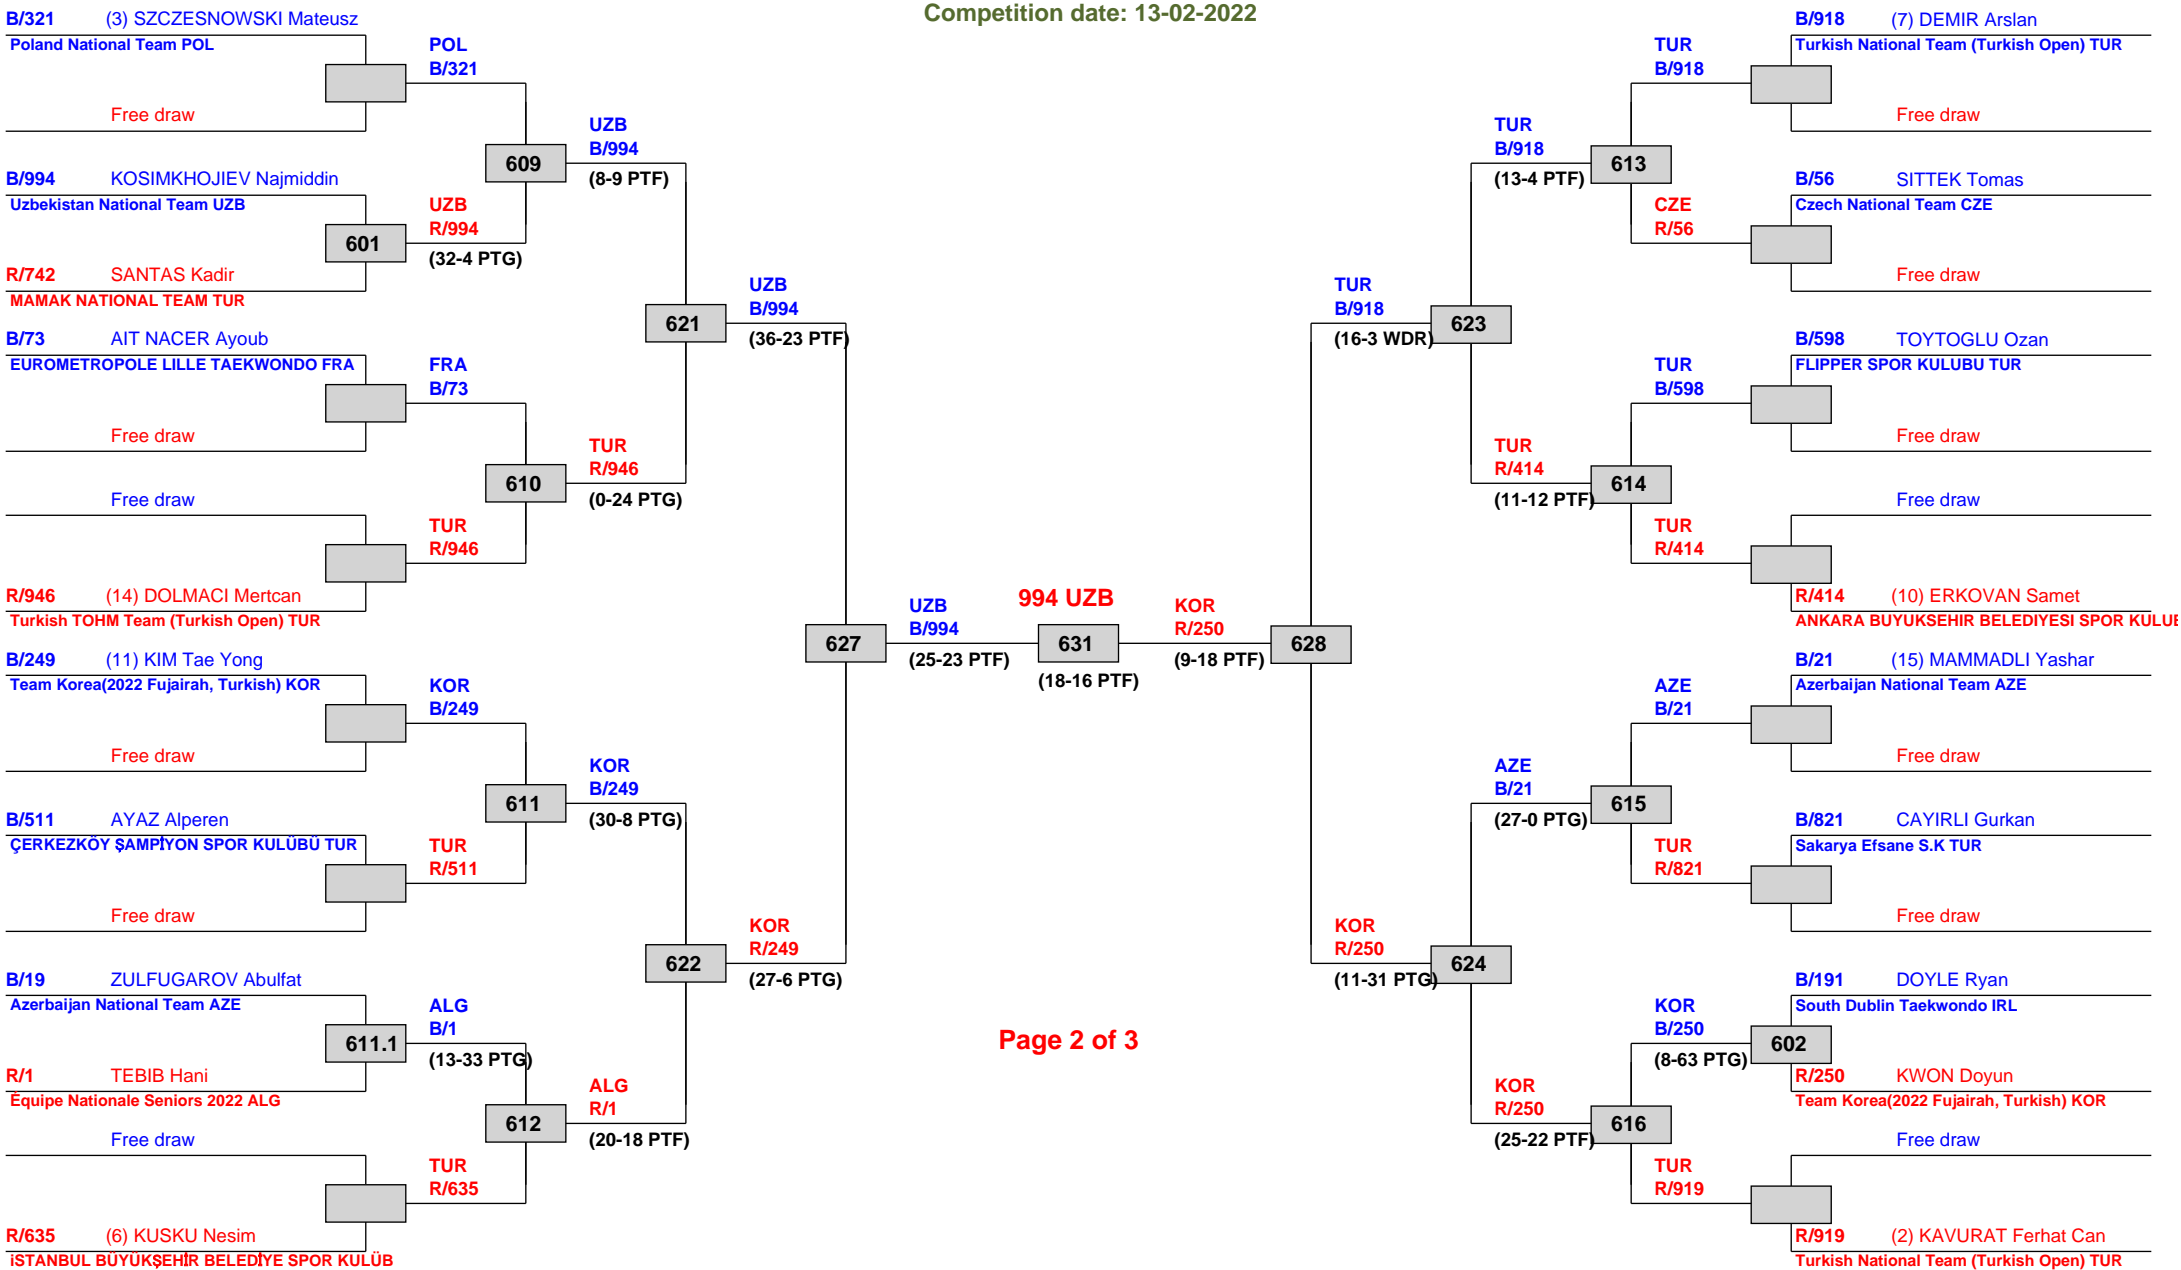 Competition date: 13-02-2022
B/321 (3) SZCZESNOWSKI Mateusz
Poland National Team POL
Free draw
POL
B/321
B/994 KOSIMKHOJIEV Najmiddin
Uzbekistan National Team UZB
601
R/742 SANTAS Kadir
MAMAK NATIONAL TEAM TUR
UZB
R/994
(32-4 PTG)
609
UZB
B/994
(8-9 PTF)
B/73 AIT NACER Ayoub
EUROMETROPOLE LILLE TAEKWONDO FRA
Free draw
FRA
B/73
Free draw
R/946 (14) DOLMACI Mertcan
Turkish TOHM Team (Turkish Open) TUR
TUR
R/946
610
TUR
R/946
(0-24 PTG)
621
UZB
B/994
(36-23 PTF)
B/249 (11) KIM Tae Yong
Team Korea(2022 Fujairah, Turkish) KOR
Free draw
KOR
B/249
B/511 AYAZ Alperen
ÇERKEZKÖY ŞAMPİYON SPOR KULÜBÜ TUR
Free draw
TUR
R/511
611
KOR
B/249
(30-8 PTG)
B/19 ZULFUGAROV Abulfat
Azerbaijan National Team AZE
611.1
R/1 TEBIB Hani
Équipe Nationale Seniors 2022 ALG
ALG
B/1
(13-33 PTG)
Free draw
R/635 (6) KUSKU Nesim
iSTANBUL BÜYÜKŞEHİR BELEDİYE SPOR KULÜB
TUR
R/635
612
ALG
R/1
(20-18 PTF)
622
KOR
R/249
(27-6 PTG)
627
UZB
B/994
(25-23 PTF)
994 UZB
631
(18-16 PTF)
KOR
R/250
(9-18 PTF)
628
Page 2 of 3
TUR
B/918
(16-3 WDR)
623
TUR
B/918
(13-4 PTF)
613
TUR
B/918
B/918 (7) DEMIR Arslan
Turkish National Team (Turkish Open) TUR
Free draw
CZE
R/56
B/56 SITTEK Tomas
Czech National Team CZE
Free draw
TUR
R/414
(11-12 PTF)
614
TUR
B/598
B/598 TOYTOGLU Ozan
FLIPPER SPOR KULUBU TUR
Free draw
TUR
R/414
Free draw
R/414 (10) ERKOVAN Samet
ANKARA BUYUKSEHIR BELEDIYESI SPOR KULUB
KOR
R/250
(11-31 PTG)
624
AZE
B/21
(27-0 PTG)
615
AZE
B/21
B/21 (15) MAMMADLI Yashar
Azerbaijan National Team AZE
Free draw
TUR
R/821
B/821 CAYIRLI Gurkan
Sakarya Efsane S.K TUR
Free draw
KOR
R/250
(25-22 PTF)
616
KOR
B/250
(8-63 PTG)
602
B/191 DOYLE Ryan
South Dublin Taekwondo IRL
R/250 KWON Doyun
Team Korea(2022 Fujairah, Turkish) KOR
TUR
R/919
Free draw
R/919 (2) KAVURAT Ferhat Can
Turkish National Team (Turkish Open) TUR